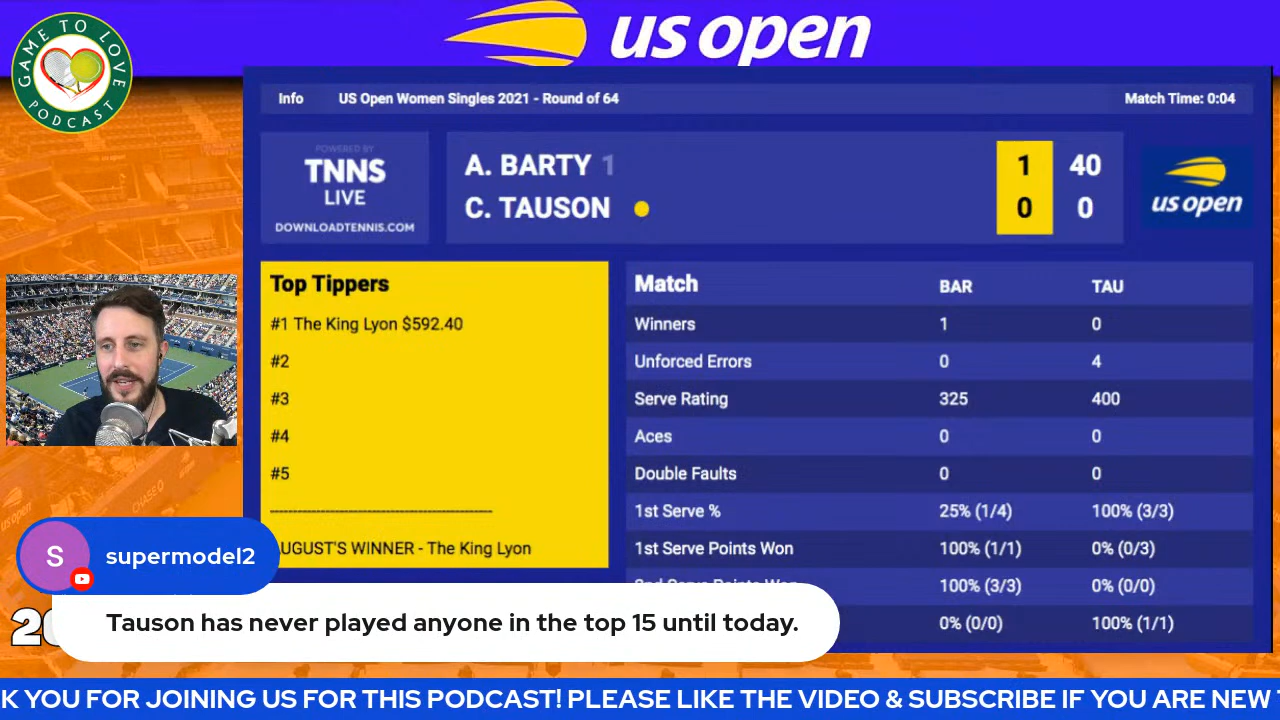 GAME TO LOVE
PODCAST
us open
Info US Open Women Singles 2021 - Round of 64 Match Time: 0:04
POWERED BY
TNNS
LIVE
DOWNLOADTENNIS.COM
A. BARTY 1 1 40
C. TAUSON 0 0
us open
Top Tippers
#1 The King Lyon $592.40
#2
#3
#4
#5
UGUST'S WINNER - The King Lyon
Match BAR TAU
Winners 1 0
Unforced Errors 0 4
Serve Rating 325 400
Aces 0 0
Double Faults 0 0
1st Serve % 25% (1/4) 100% (3/3)
1st Serve Points Won 100% (1/1) 0% (0/3)
2nd Serve Points Won 100% (3/3) 0% (0/0)
0% (0/0) 100% (1/1)
CHASE
S supermodel2
Tauson has never played anyone in the top 15 until today.
K YOU FOR JOINING US FOR THIS PODCAST! PLEASE LIKE THE VIDEO & SUBSCRIBE IF YOU ARE NEW